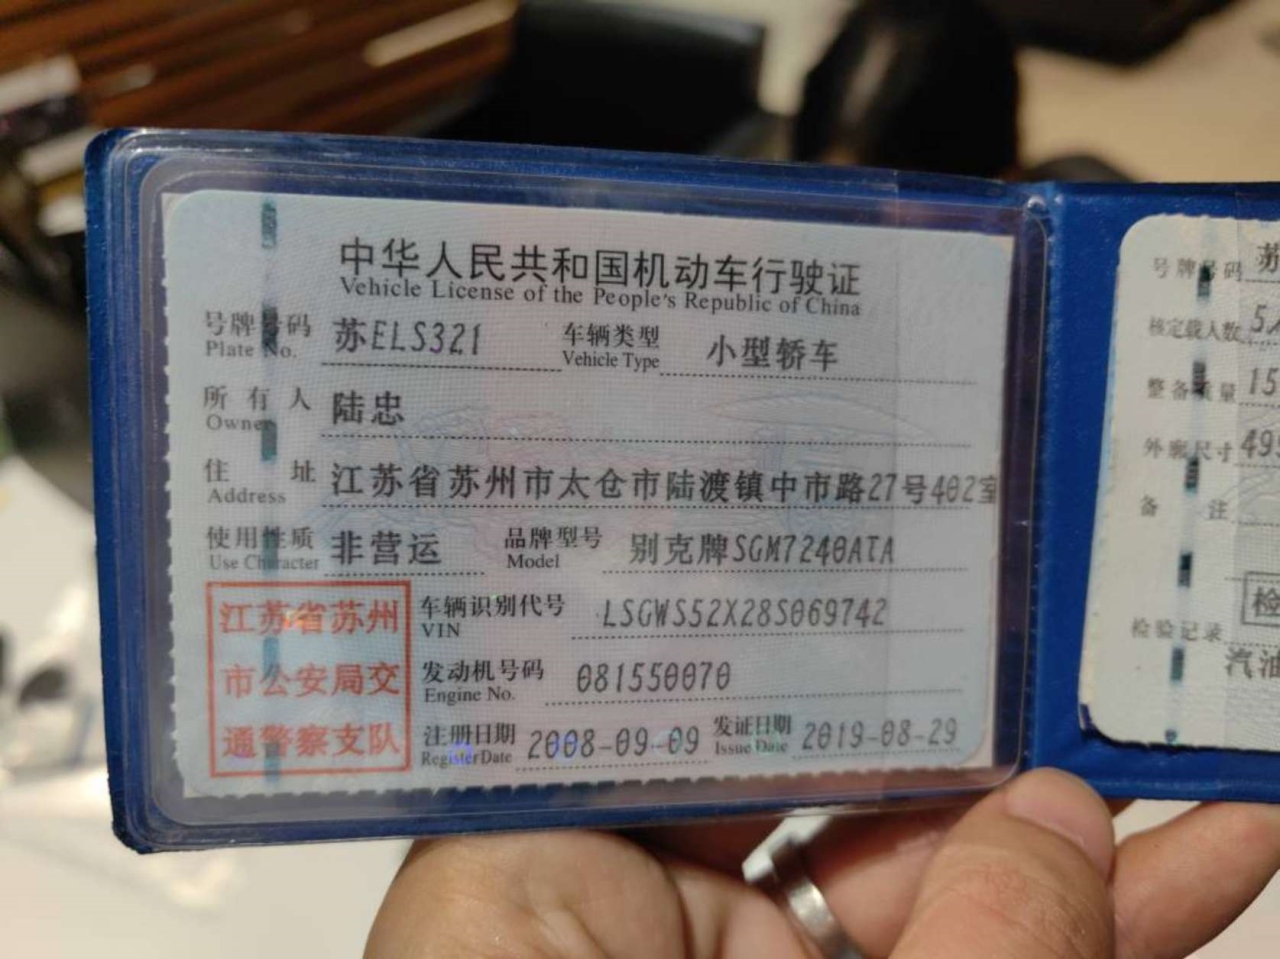 中华人民共和国机动车行驶证
Vehicle License of the People's Republic of China
号牌号码 苏ELS321 车辆类型 小型轿车
Plate No. Vehicle Type
所有人 陆忠
Owner
住址 江苏省苏州市太仓市陆渡镇中市路27号402室
Address
使用性质 非营运 品牌型号 别克牌SGM7240ATA
Use Character Model
江苏省苏州
市公安局交
通警察支队
车辆识别代号 LSGWS52X28S069742
VIN
发动机号码 081550070
Engine No.
注册日期 2008-09-09 发证日期 2019-08-29
Register Date Issue Date
号牌号码 苏
核定载人数 5
整备质量 15
外廓尺寸 49
备注
检
检验记录
汽油